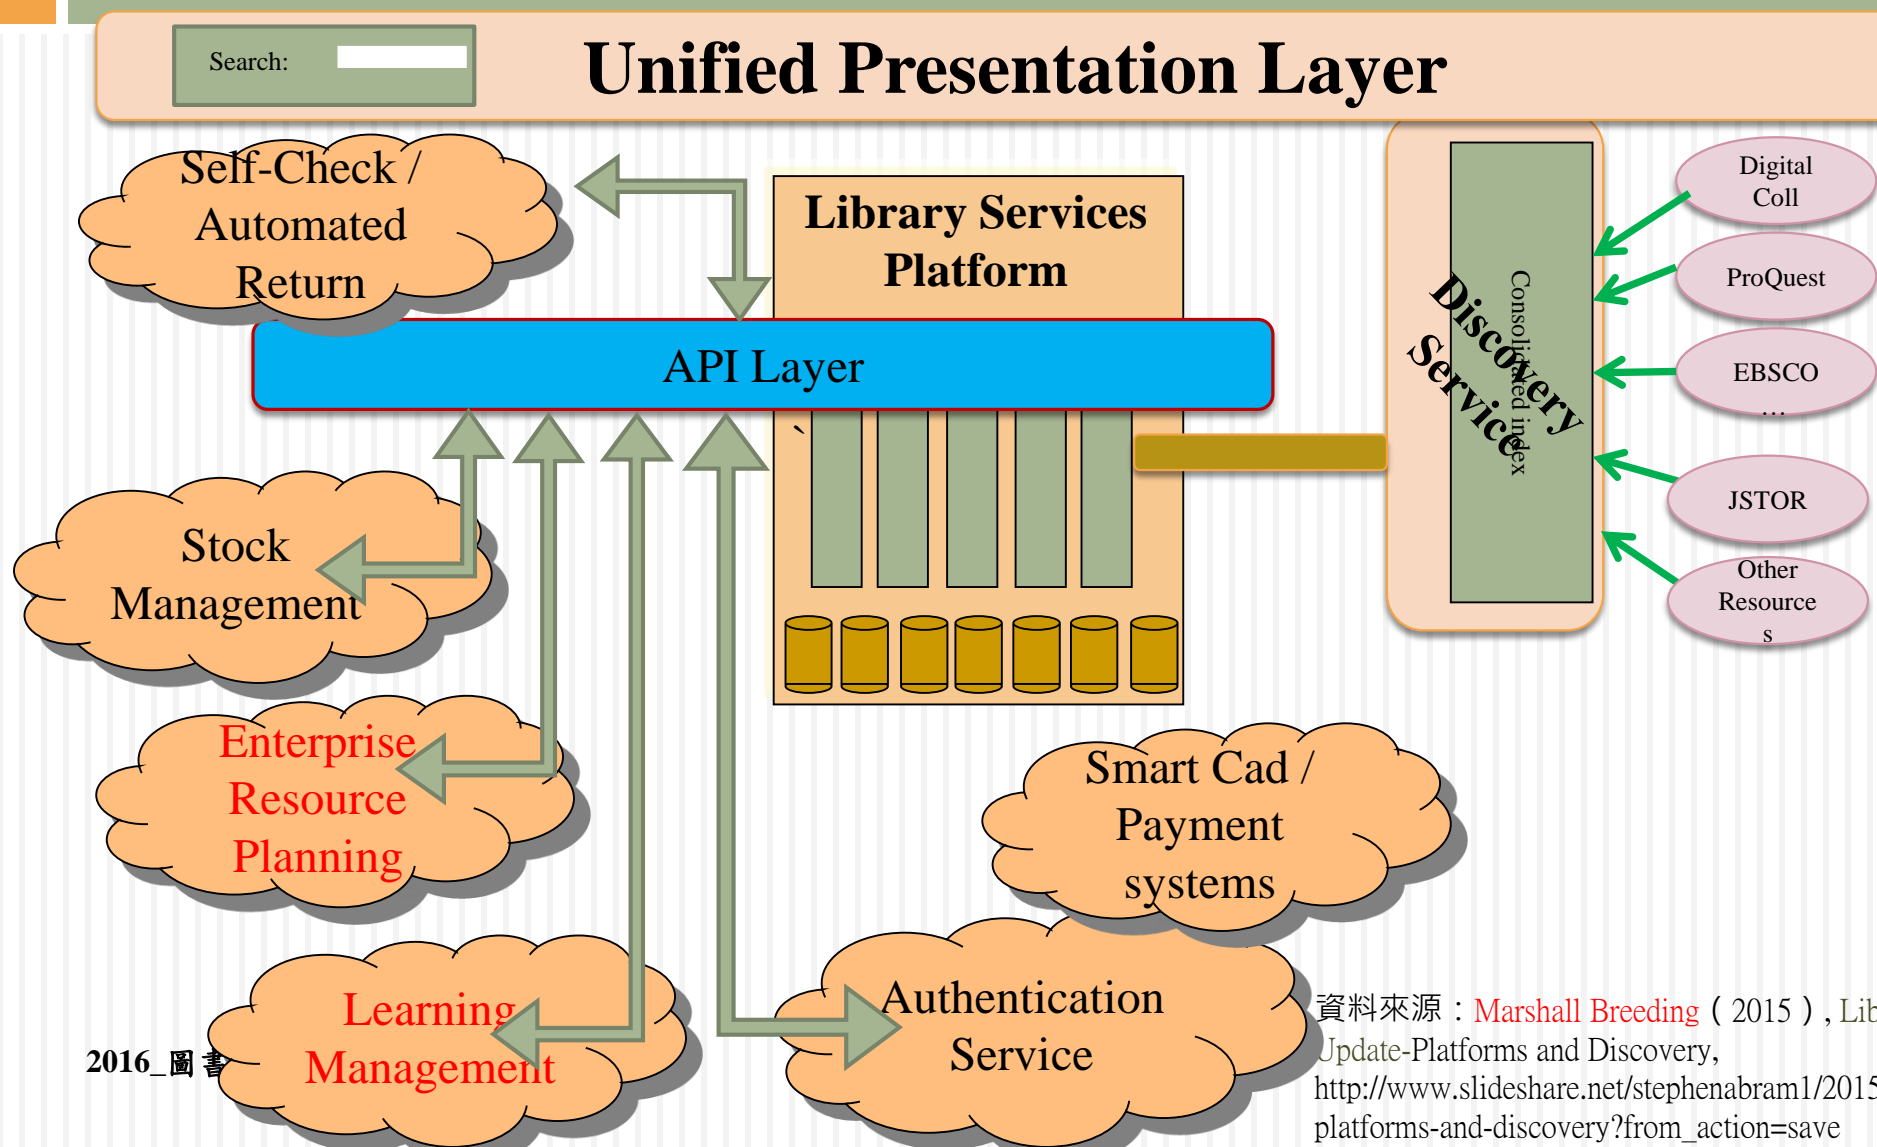 Search:
Unified Presentation Layer
Self-Check /
Automated
Return
Library Services
Platform
API Layer
`
Discovery
Service
Consolidated index
Digital
Coll
ProQuest
EBSCO
…
JSTOR
Other
Resource
s
Stock
Management
Enterprise
Resource
Planning
Smart Cad /
Payment
systems
Learning
Management
Authentication
Service
2016_圖書
資料來源：Marshall Breeding（2015）, Lib
Update-Platforms and Discovery,
http://www.slideshare.net/stephenabram1/2015
platforms-and-discovery?from_action=save